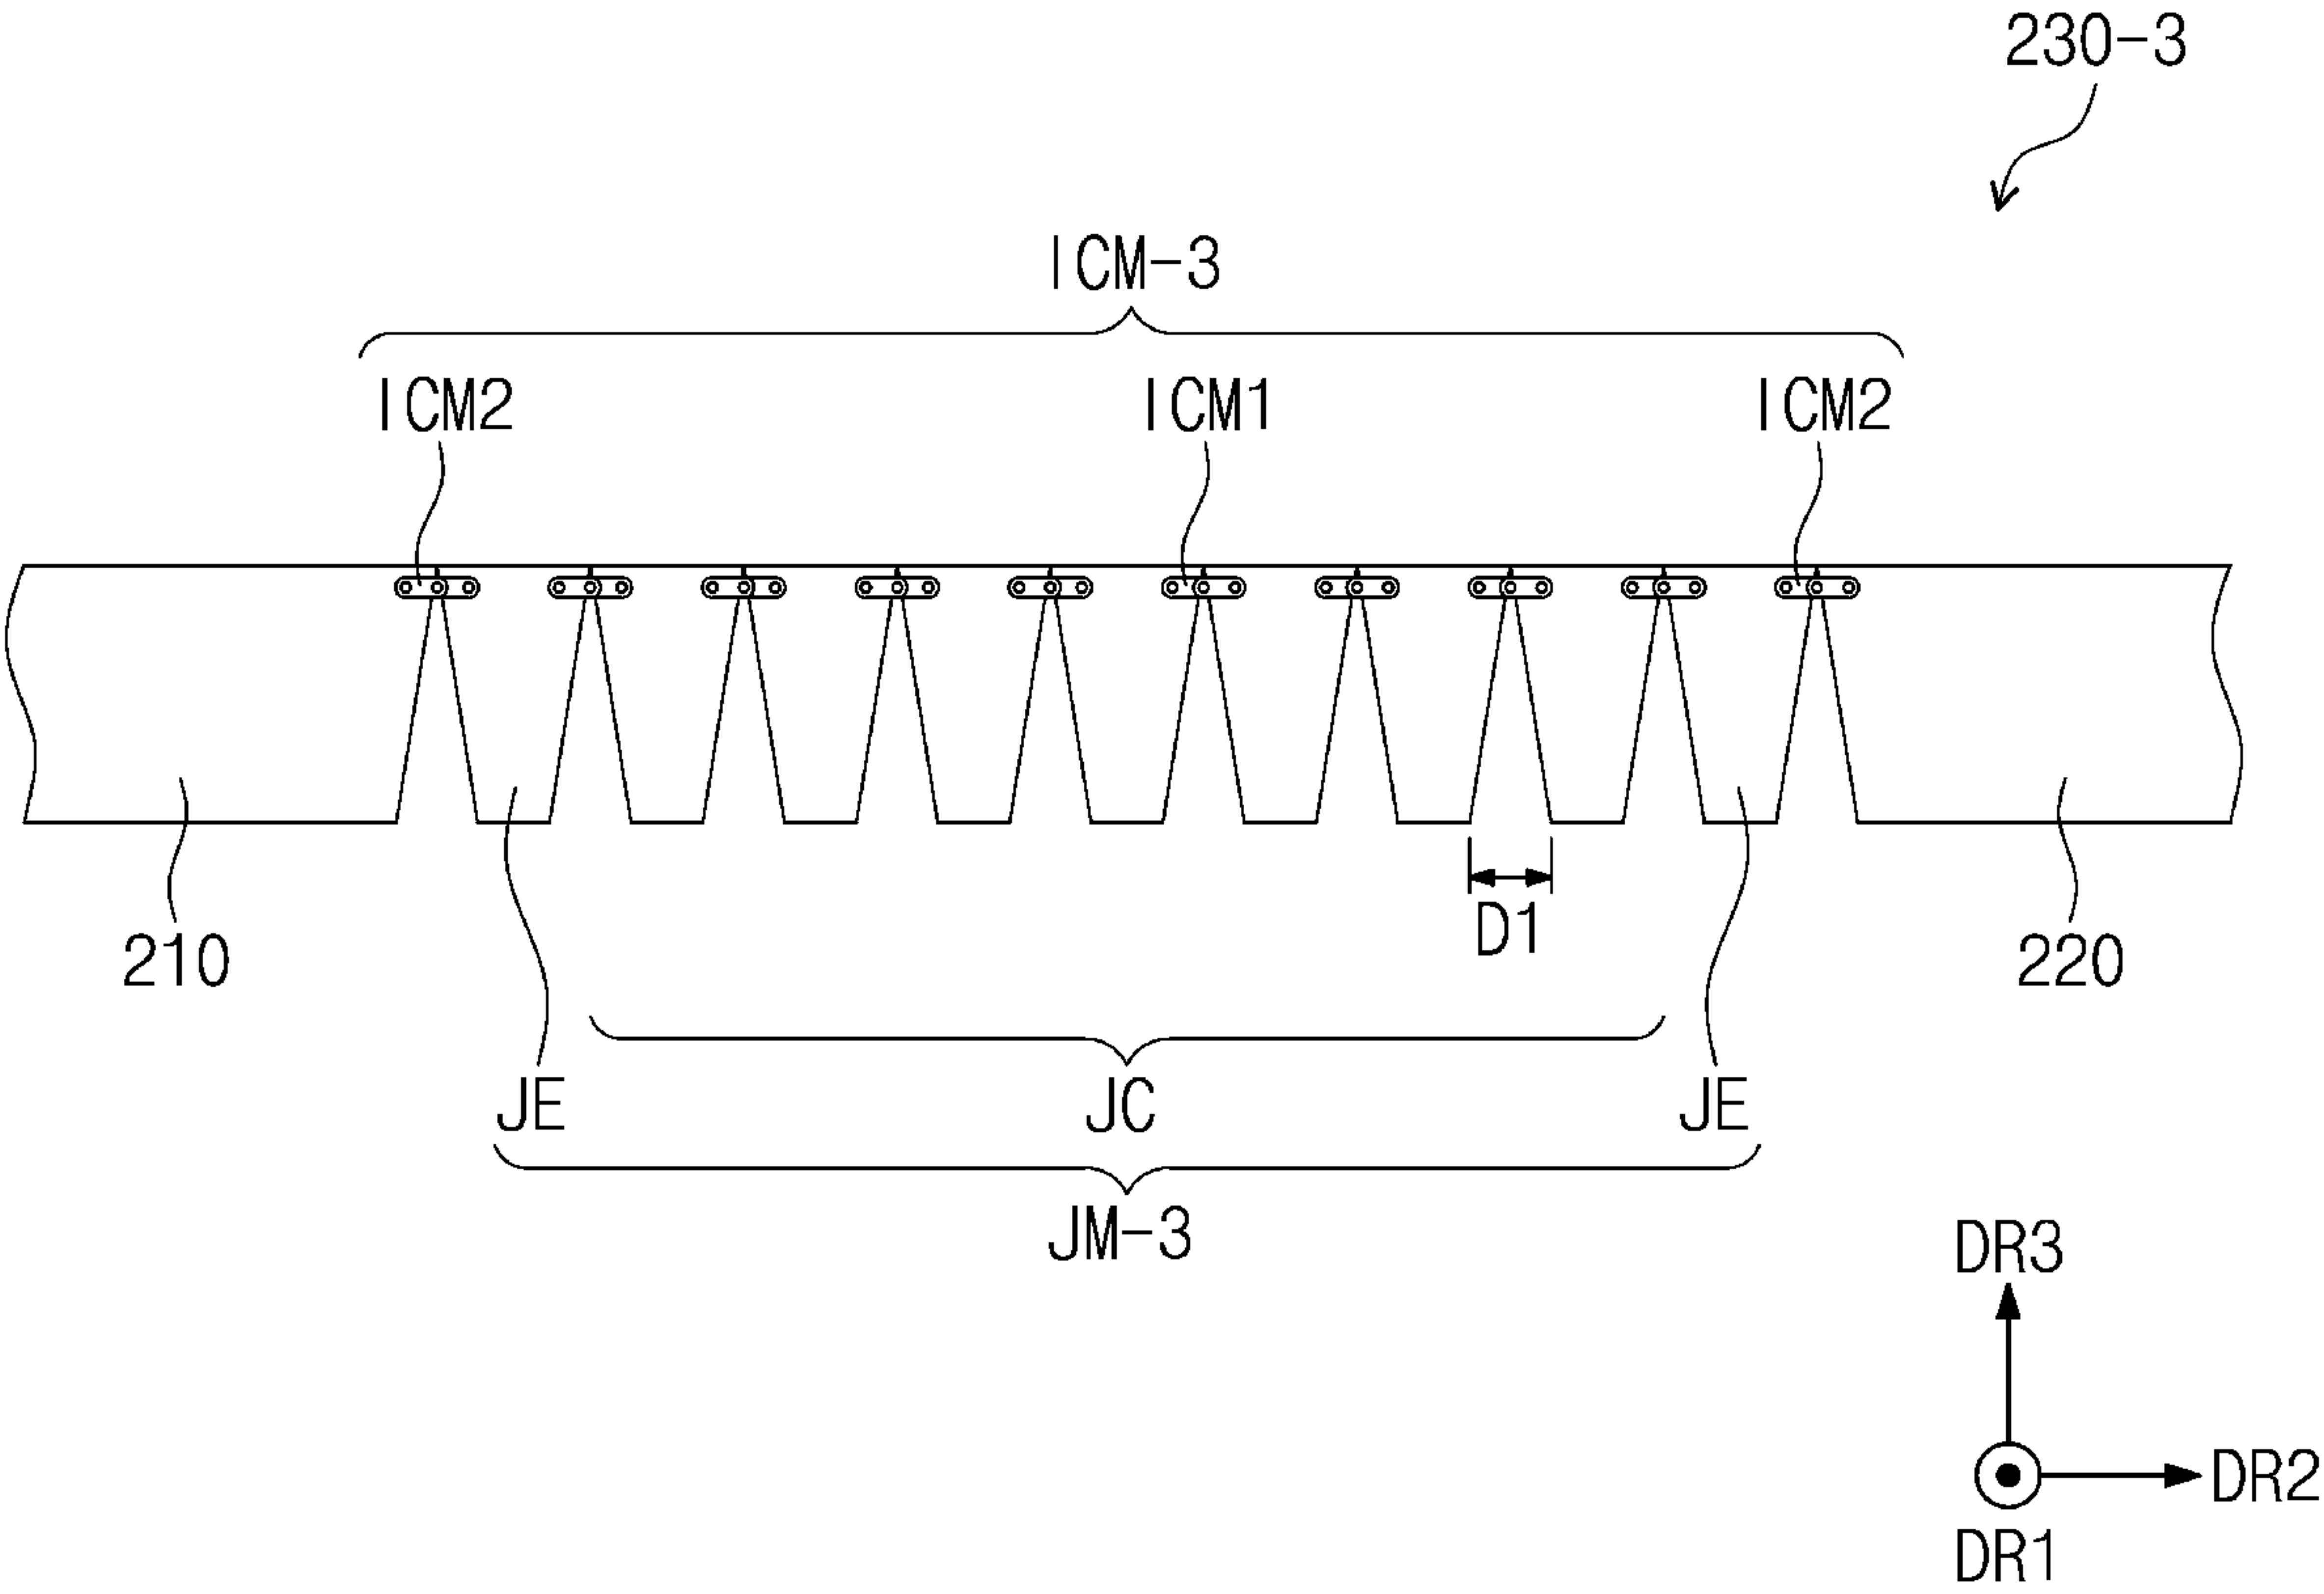 230-3
ICM-3
ICM2 ICM1 ICM2
D1
210 220
JE JC JE
JM-3
DR3
DR2
DR1